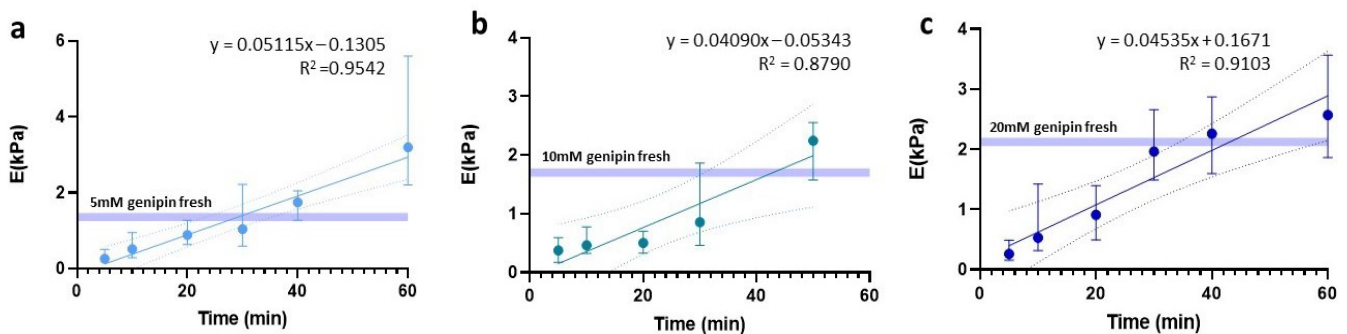 a
y = 0.05115x−0.1305
R² =0.9542
6
4
2
0
E(kPa)
5mM genipin fresh
0 20 40 60
Time (min)
b
y = 0.04090x−0.05343
R² = 0.8790
4
3
2
1
0
E(kPa)
10mM genipin fresh
0 10 20 30 40 50 60
Time (min)
c
y = 0.04535x+0.1671
R² = 0.9103
4
3
2
1
0
E(kPa)
20mM genipin fresh
0 20 40 60
Time (min)